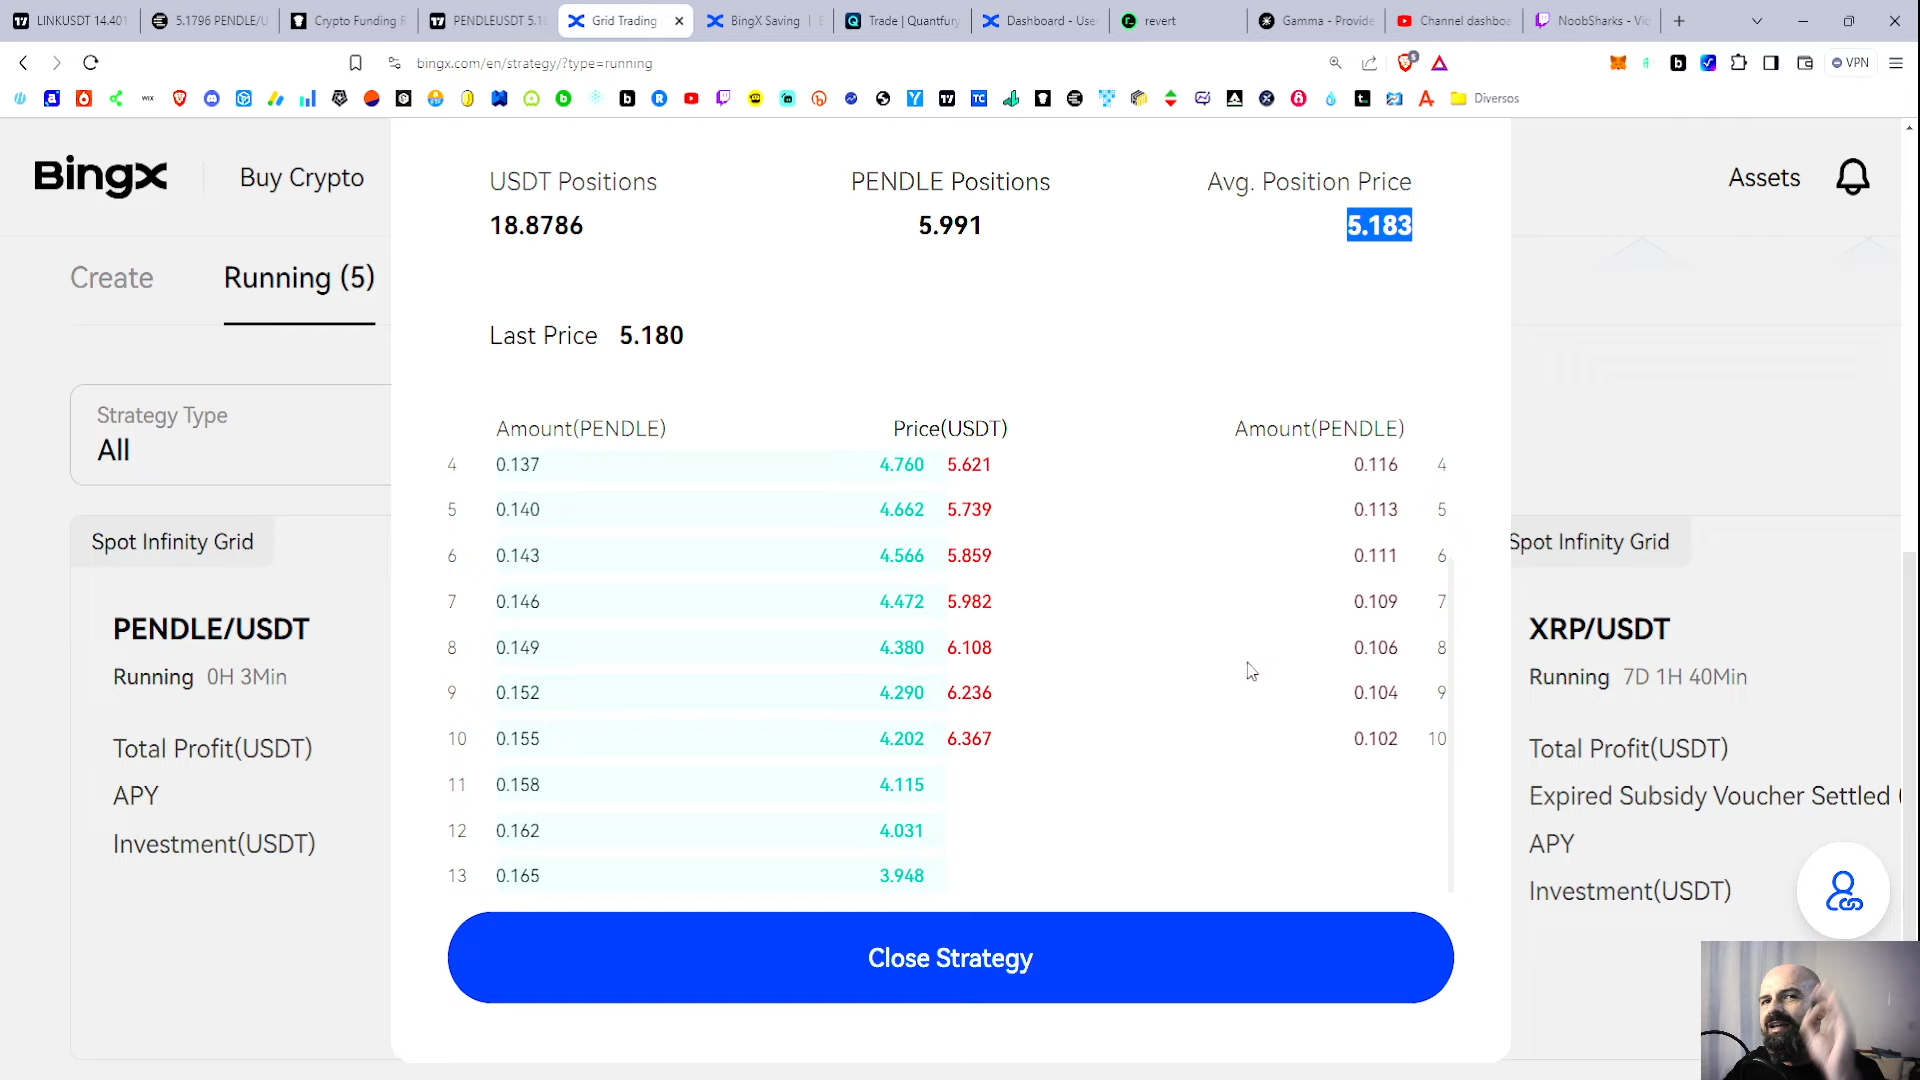 LINKUSDT 14.401
5.1796 PENDLE/U
Crypto Funding R
PENDLEUSDT 5.18
Grid Trading
BingX Saving
Trade | Quantfury
Dashboard - Use
revert
Gamma - Provide
Channel dashboa
NoobSharks - Vic
bingx.com/en/strategy/?type=running
VPN
Diversos
BingX
Buy Crypto
Assets
USDT Positions
PENDLE Positions
Avg. Position Price
18.8786
5.991
5.183
Create
Running (5)
Last Price 5.180
Strategy Type
All
Amount(PENDLE)
Price(USDT)
Amount(PENDLE)
4 0.137 4.760 5.621 0.116 4
5 0.140 4.662 5.739 0.113 5
6 0.143 4.566 5.859 0.111 6
7 0.146 4.472 5.982 0.109 7
8 0.149 4.380 6.108 0.106 8
9 0.152 4.290 6.236 0.104 9
10 0.155 4.202 6.367 0.102 10
11 0.158 4.115
12 0.162 4.031
13 0.165 3.948
Spot Infinity Grid
PENDLE/USDT
Running 0H 3Min
Total Profit(USDT)
APY
Investment(USDT)
Spot Infinity Grid
XRP/USDT
Running 7D 1H 40Min
Total Profit(USDT)
Expired Subsidy Voucher Settled (
APY
Investment(USDT)
Close Strategy